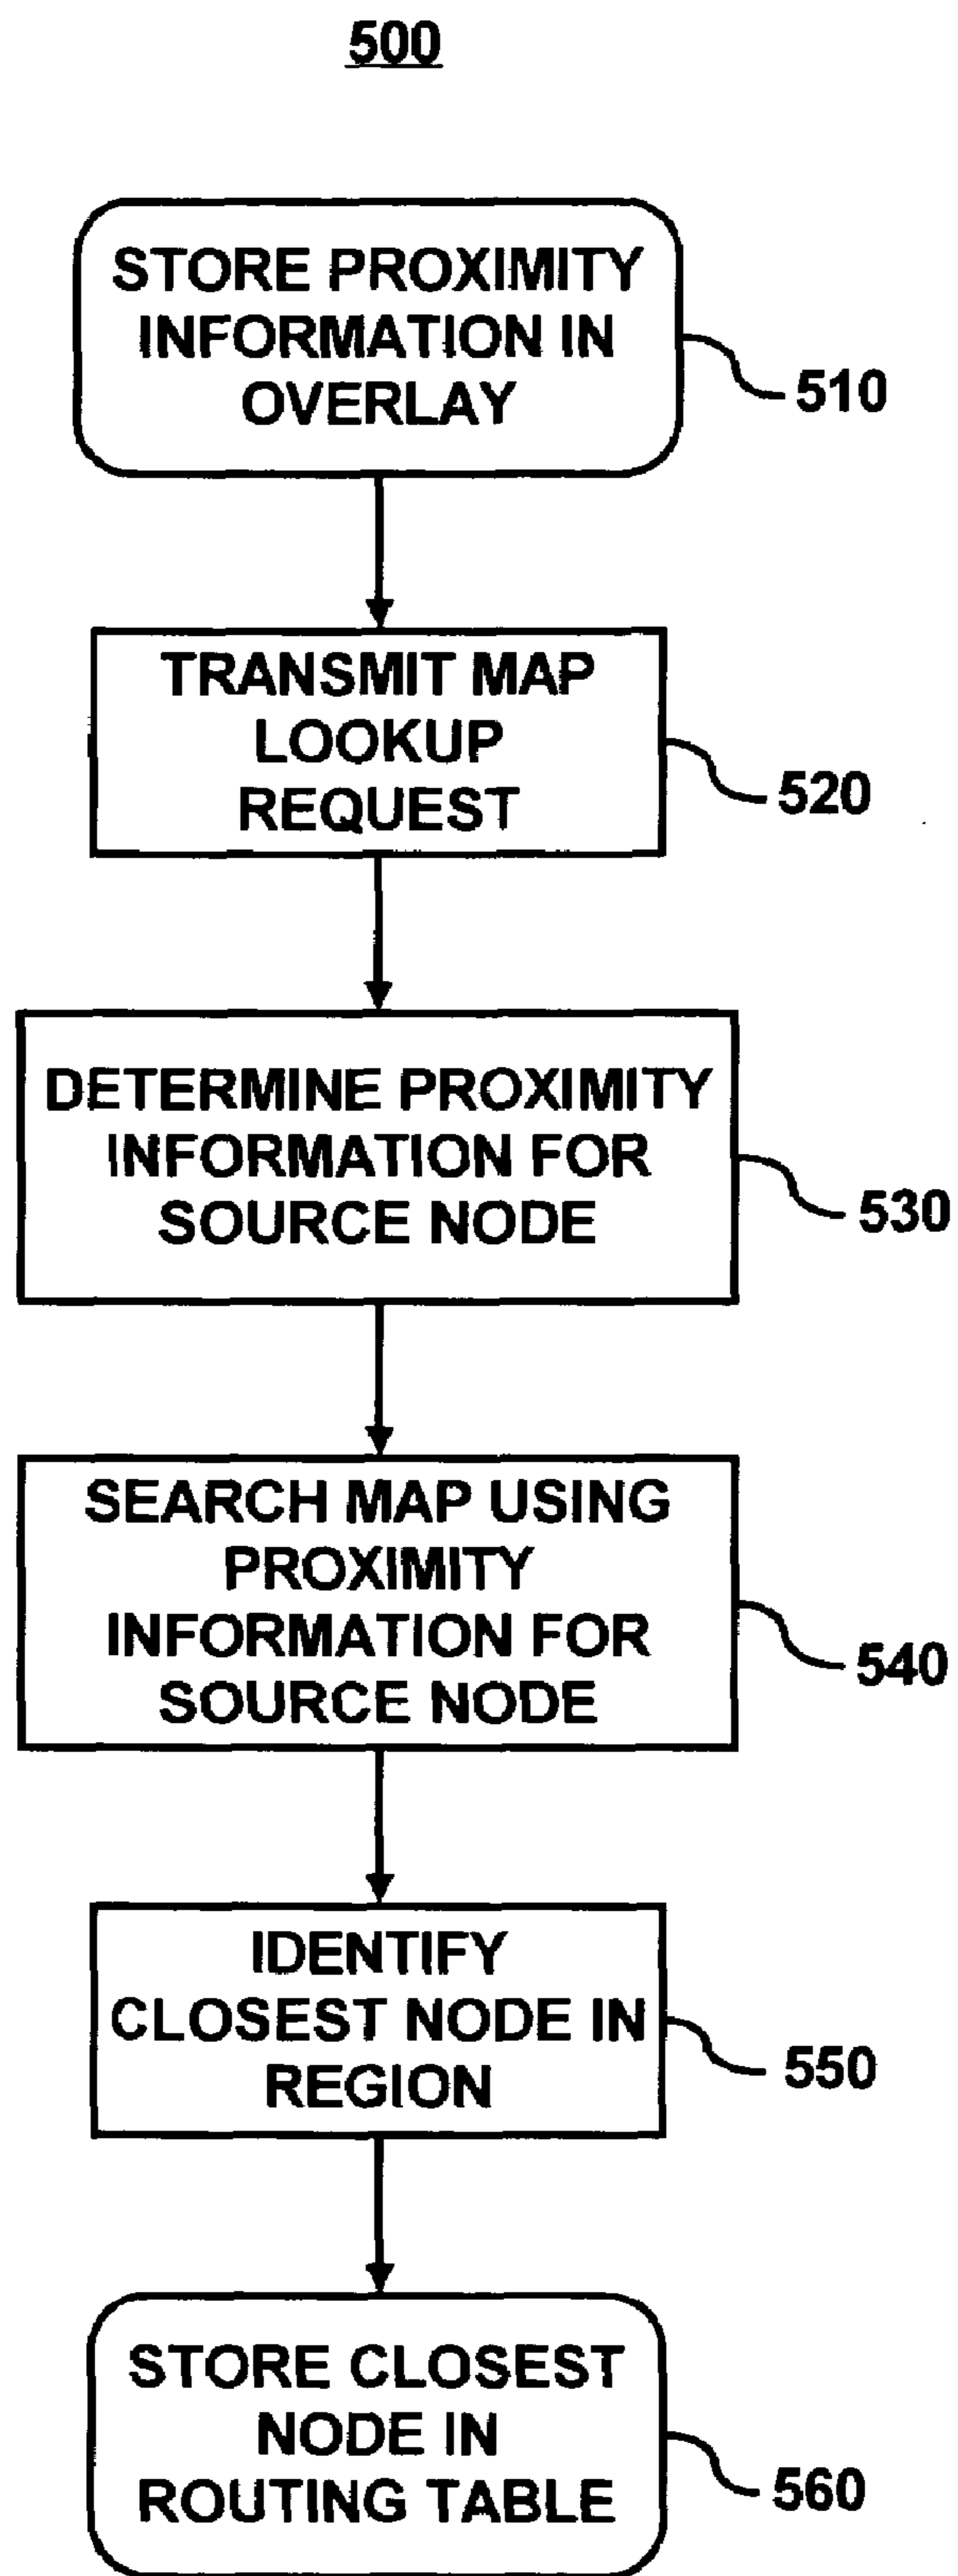 500
STORE PROXIMITY
INFORMATION IN
OVERLAY
510
TRANSMIT MAP
LOOKUP
REQUEST
520
DETERMINE PROXIMITY
INFORMATION FOR
SOURCE NODE
530
SEARCH MAP USING
PROXIMITY
INFORMATION FOR
SOURCE NODE
540
IDENTIFY
CLOSEST NODE IN
REGION
550
STORE CLOSEST
NODE IN
ROUTING TABLE
560